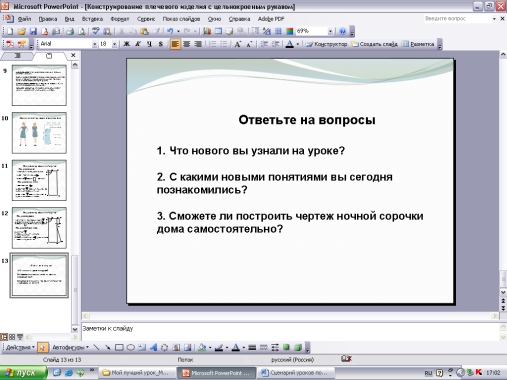 Microsoft PowerPoint - [Конструирование плечевого изделия с цельнокроеным рукавом]
Файл Правка Вид Вставка Формат Сервис Показ слайдов Окно Справка Adobe PDF
Введите вопрос
69%
Arial 18 Ж К Ч S Конструктор Создать слайд Разметка
9
10
11
12
13
Ответьте на вопросы
1. Что нового вы узнали на уроке?
2. С какими новыми понятиями вы сегодня
познакомились?
3. Сможете ли построить чертеж ночной сорочки
дома самостоятельно?
Заметки к слайду
Действия Автофигуры
Слайд 13 из 13 Поток русский (Россия)
пуск Мой лучший урок_М... Microsoft PowerPoint ... Сценарий уроков по... RU 17:02